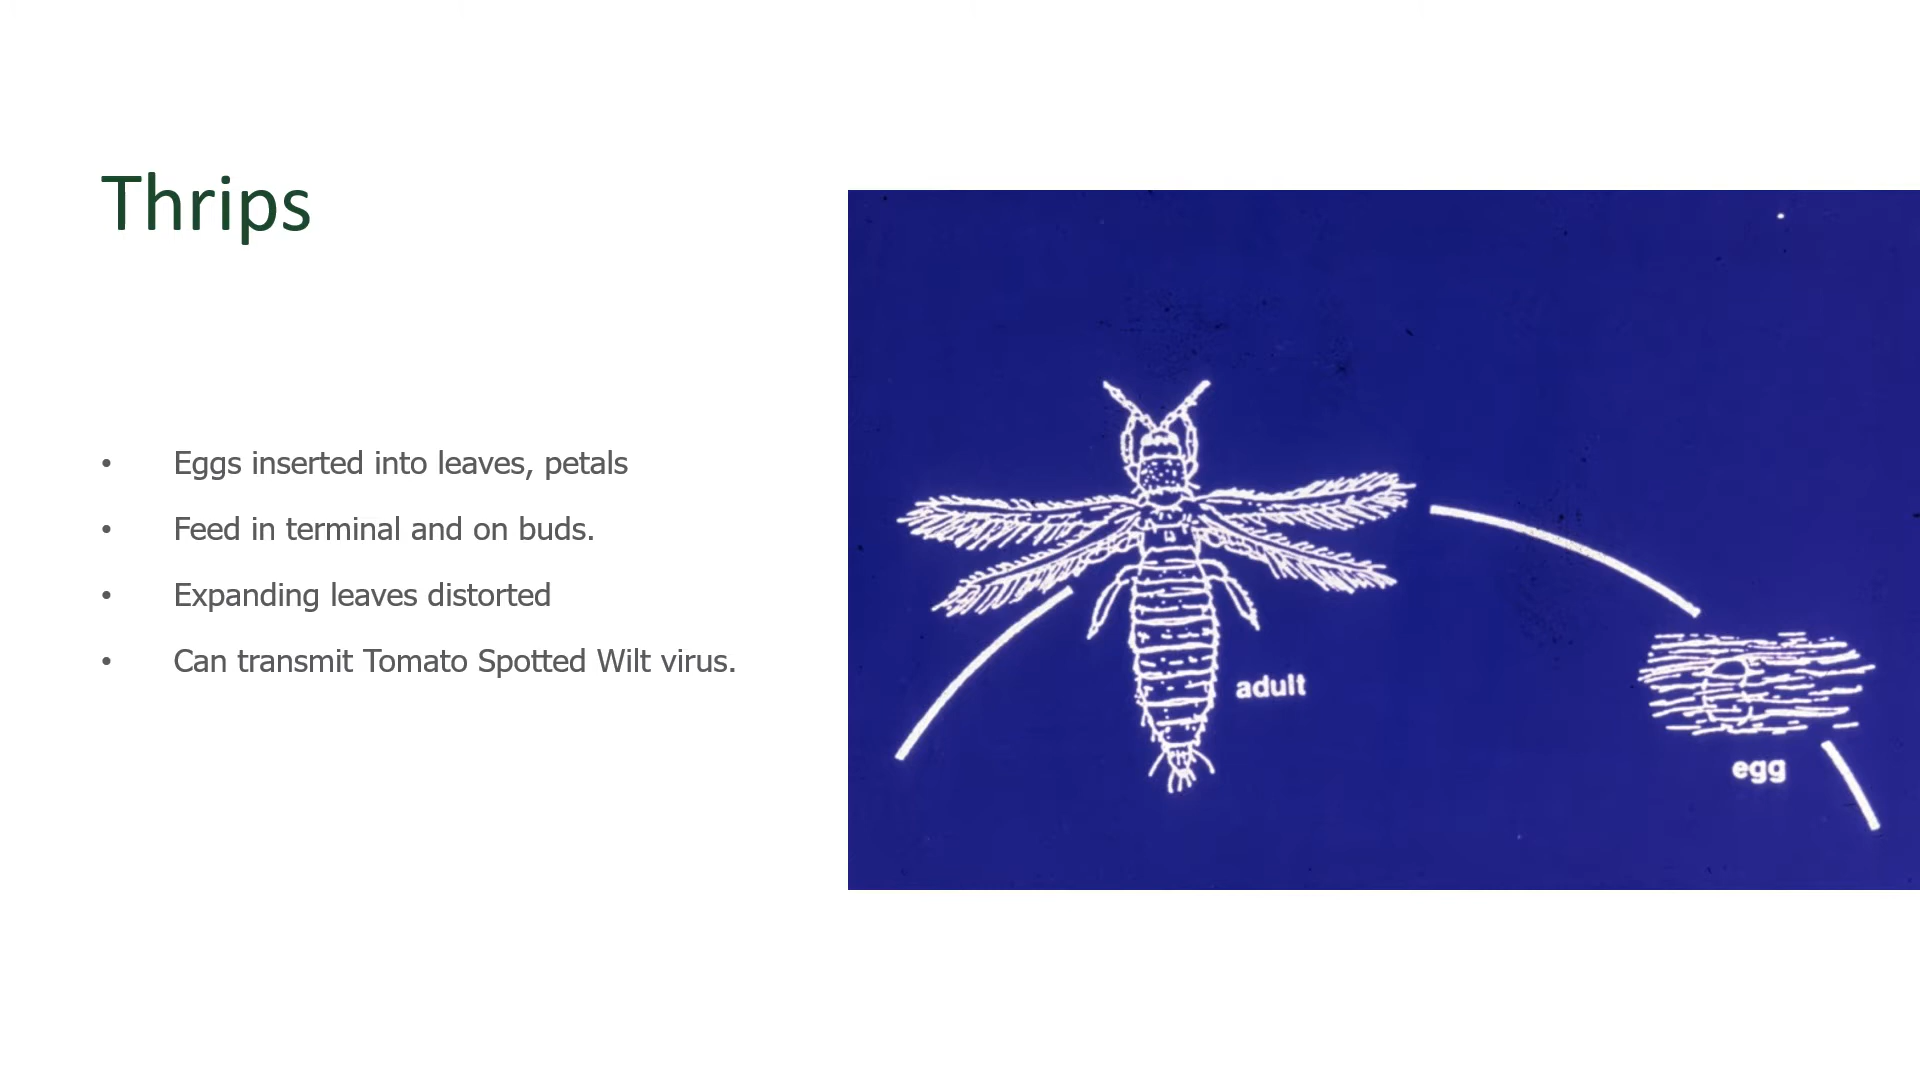 Thrips
• Eggs inserted into leaves, petals
• Feed in terminal and on buds.
• Expanding leaves distorted
• Can transmit Tomato Spotted Wilt virus.
adult
egg